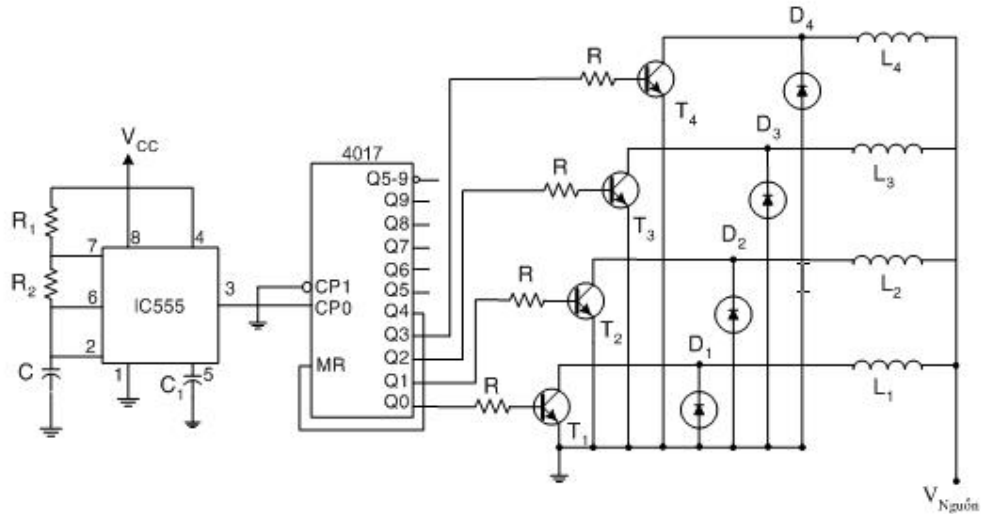 D4
L4
R
T4
D3
L3
VCC
4017
Q5-9
Q9
Q8
Q7
Q6
Q5
Q4
Q3
Q2
Q1
Q0
CP1
CP0
MR
R
T3
D2
L2
R
T2
D1
L1
R
T1
R1
R2
7
8
4
6
IC555
3
2
1
5
C
C1
VNguồn